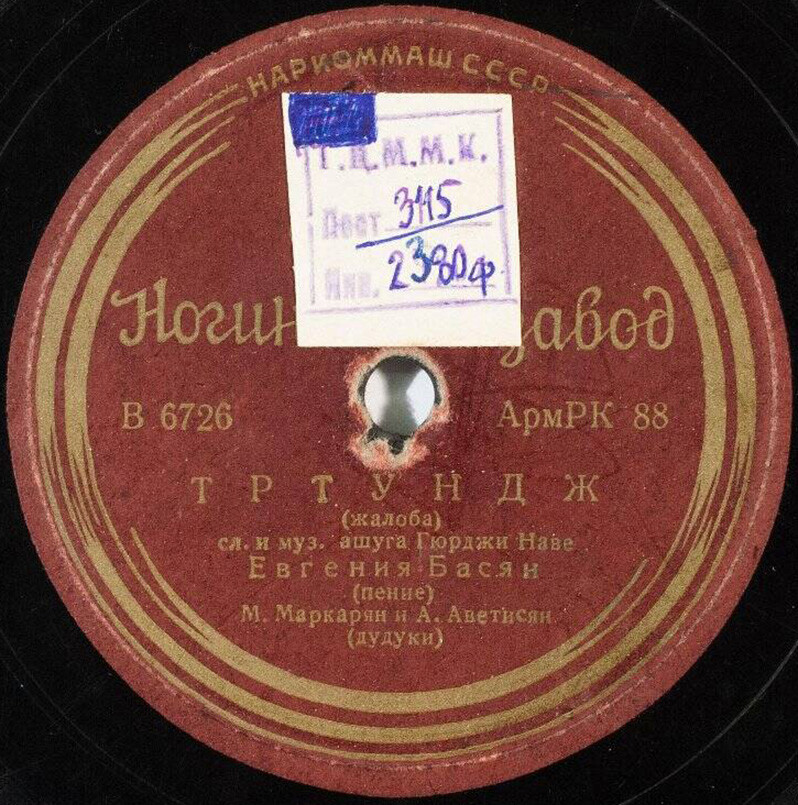 НАРКОММАШ СССР
Г.Ц.М.М.К.
Пост 3115
Инв. 2380ф
завод
В 6726 АрмРК 88
ТРТУНДЖ
(жалоба)
сл. и муз. ашуга Гюрджи Наве
Евгения Басян
(пение)
М. Маркарян и А. Аветисян
(дудуки)